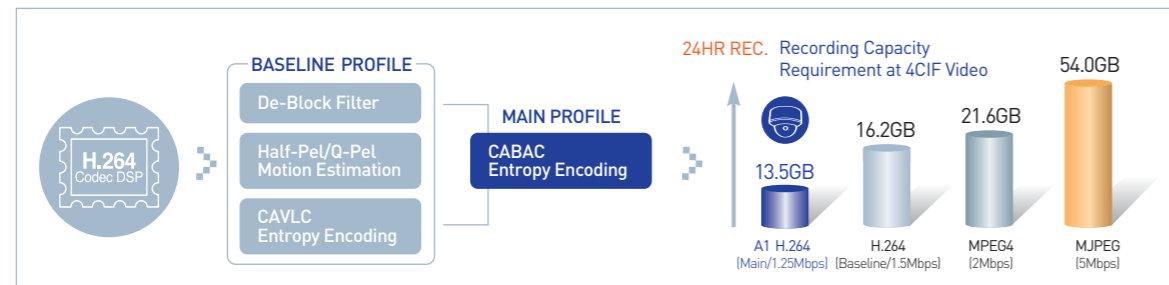 H.264
Codec DSP
BASELINE PROFILE
De-Block Filter
Half-Pel/Q-Pel
Motion Estimation
CAVLC
Entropy Encoding
MAIN PROFILE
CABAC
Entropy Encoding
24HR REC. Recording Capacity
Requirement at 4CIF Video
13.5GB
16.2GB
21.6GB
54.0GB
A1 H.264
(Main/1.25Mbps)
H.264
(Baseline/1.5Mbps)
MPEG4
(2Mbps)
MJPEG
(5Mbps)